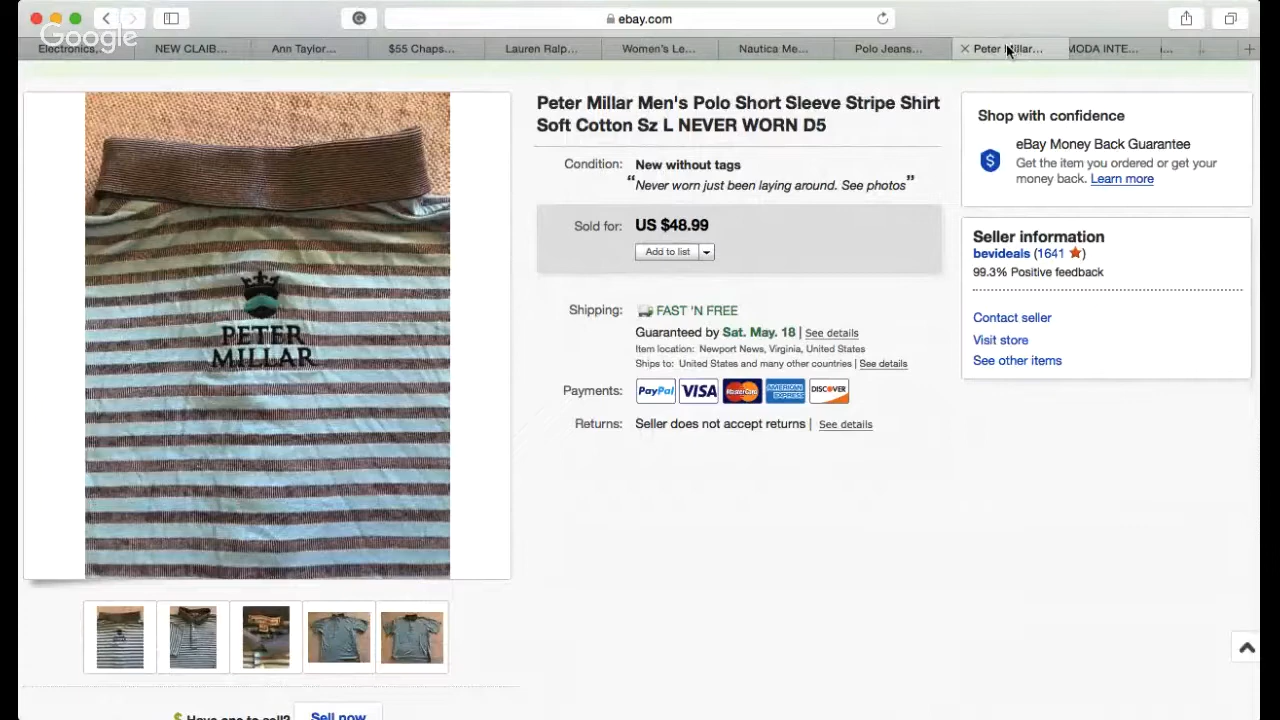 ebay.com
Google
Electronics,
NEW CLAIB...
Ann Taylor...
$55 Chaps...
Lauren Ralp...
Women's Le...
Nautica Me...
Polo Jeans...
Peter Millar...
MODA INTE...
PETER
MILLAR
Peter Millar Men's Polo Short Sleeve Stripe Shirt
Soft Cotton Sz L NEVER WORN D5
Condition: New without tags
"Never worn just been laying around. See photos"
Sold for: US $48.99
Add to list
Shipping: FAST 'N FREE
Guaranteed by Sat. May. 18 | See details
Item location: Newport News, Virginia, United States
Ships to: United States and many other countries | See details
Payments: PayPal VISA MasterCard AMERICAN EXPRESS DISCOVER
Returns: Seller does not accept returns | See details
Shop with confidence
eBay Money Back Guarantee
Get the item you ordered or get your
money back. Learn more
Seller information
bevideals (1641 )
99.3% Positive feedback
Contact seller
Visit store
See other items
Have one to sell? Sell now